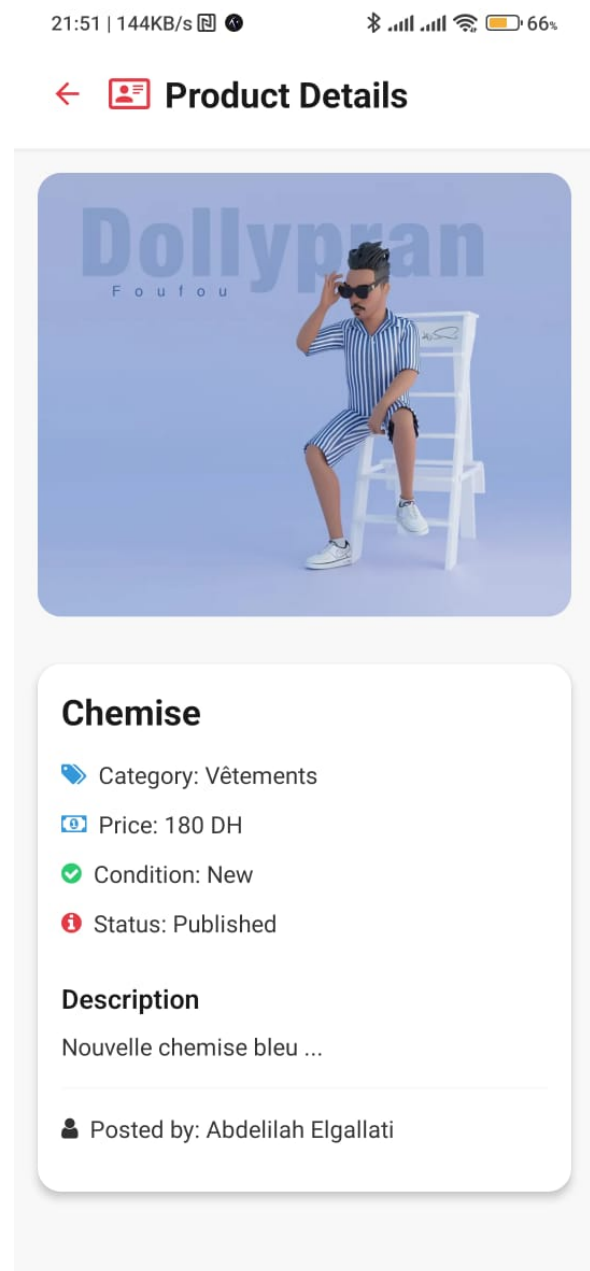 21:51 | 144KB/s 66%
Product Details
Dollypran
Foufou
Chemise
Category: Vêtements
Price: 180 DH
Condition: New
Status: Published
Description
Nouvelle chemise bleu ...
Posted by: Abdelilah Elgallati